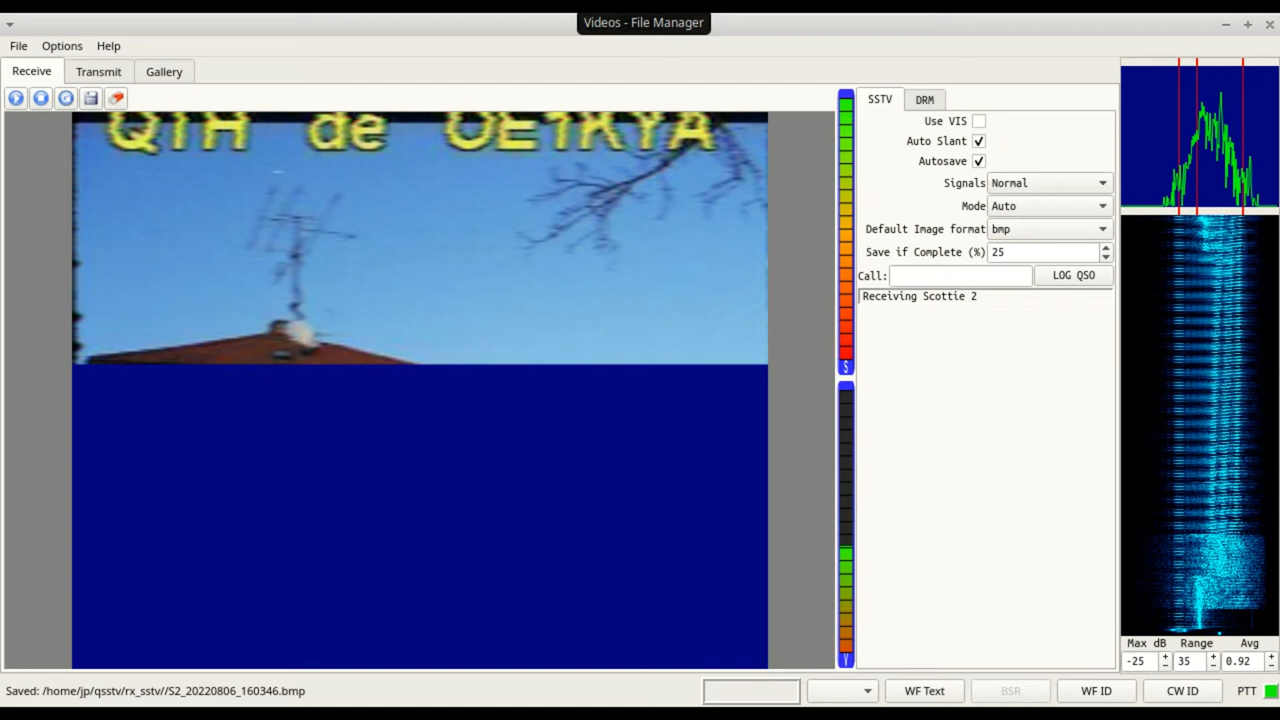 Videos - File Manager
File Options Help
Receive Transmit Gallery
QTH de OE1KYA
SSTV DRM
Use VIS
Auto Slant
Autosave
Signals Normal
Mode Auto
Default Image format bmp
Save if Complete (%) 25
Call: LOG QSO
Receiving Scottie 2
S
V
Max dB Range Avg
-25 35 0.92
Saved: /home/jp/qsstv/rx_sstv//S2_20220806_160346.bmp
WF Text BSR WF ID CW ID PTT